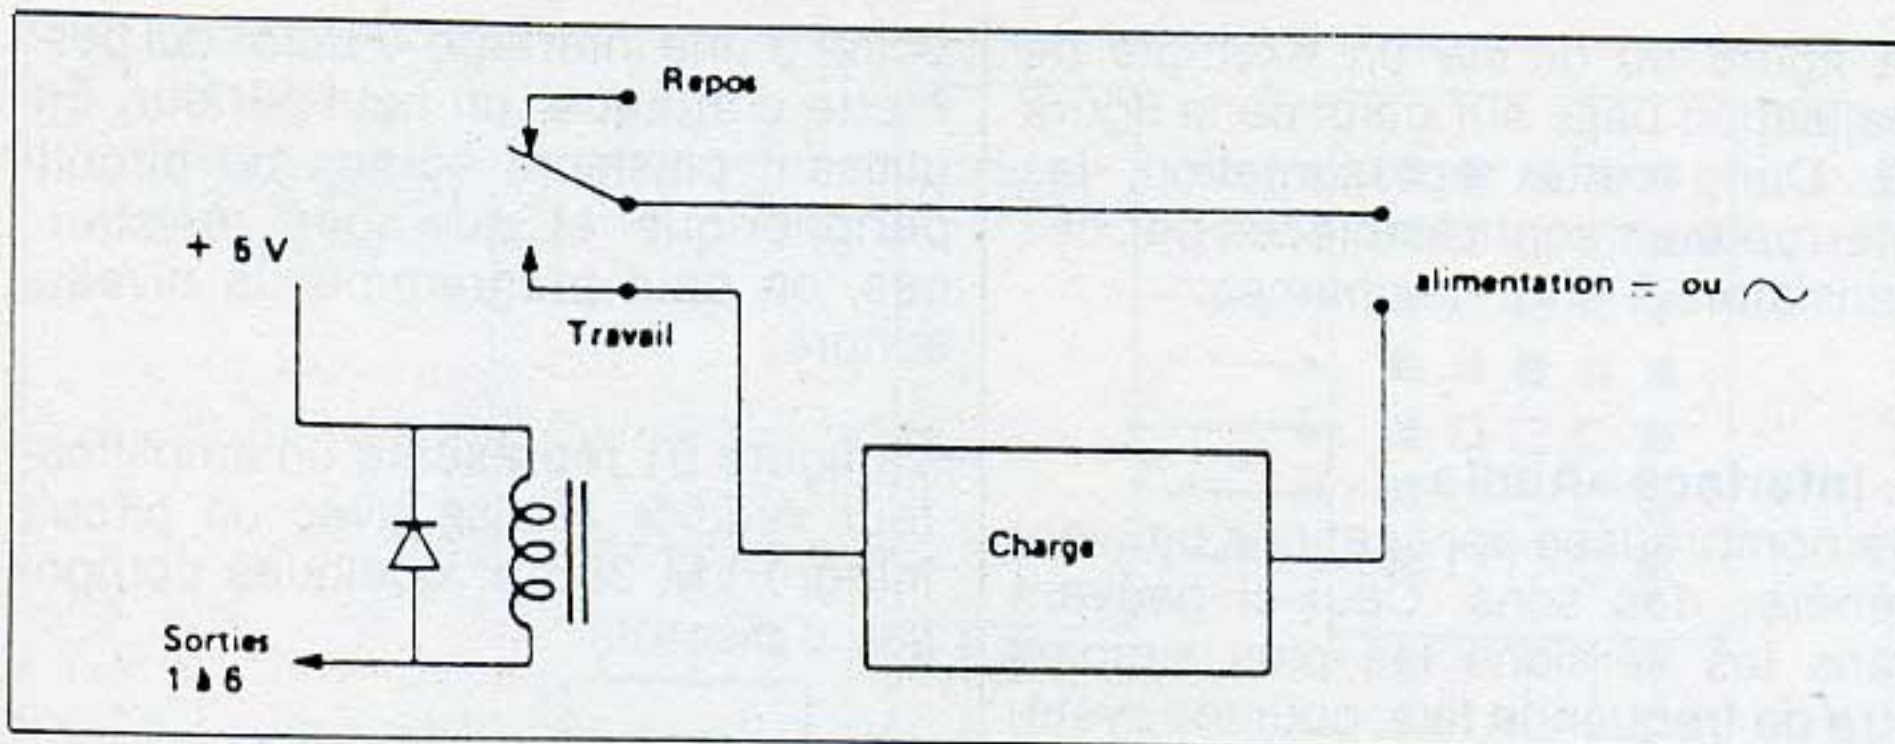 Repos
+ 5 V
alimentation = ou ~
Travail
Charge
Sorties
1 à 6